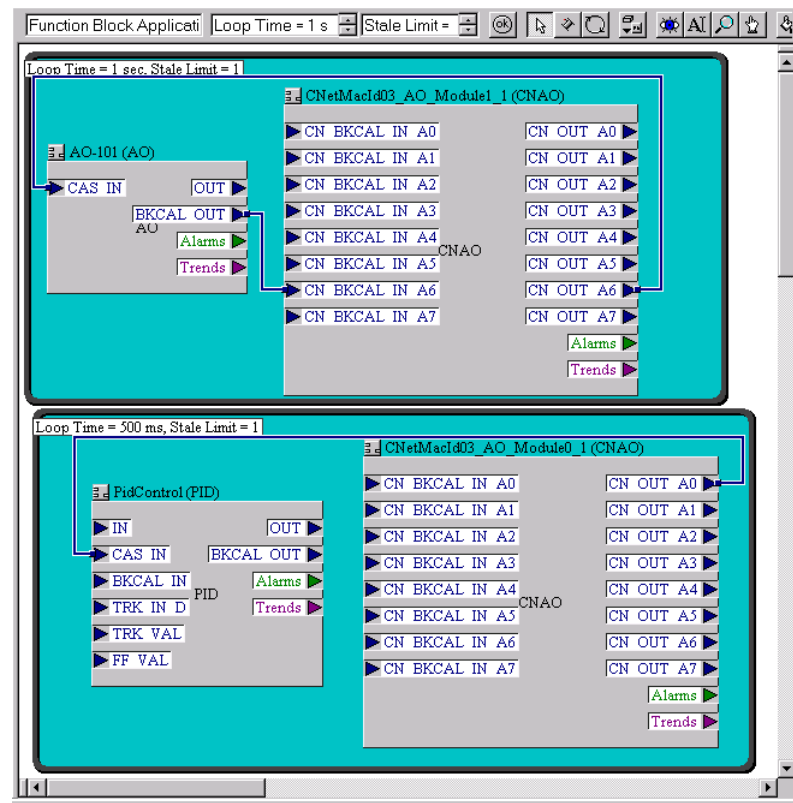 Function Block Applicati Loop Time = 1 s Stale Limit = ok AI
Loop Time = 1 sec, Stale Limit = 1
CNetMacId03_AO_Module1_1 (CNAO)
CN BKCAL IN A0 CN OUT A0
CN BKCAL IN A1 CN OUT A1
AO-101 (AO)
CAS IN OUT CN BKCAL IN A2 CN OUT A2
BKCAL OUT CN BKCAL IN A3 CN OUT A3
AO
Alarms CN BKCAL IN A4 CN OUT A4
CNAO
Trends CN BKCAL IN A5 CN OUT A5
CN BKCAL IN A6 CN OUT A6
CN BKCAL IN A7 CN OUT A7
Alarms
Trends
Loop Time = 500 ms, Stale Limit = 1
CNetMacId03_AO_Module0_1 (CNAO)
CN BKCAL IN A0 CN OUT A0
PidControl (PID)
CN BKCAL IN A1 CN OUT A1
IN OUT CN BKCAL IN A2 CN OUT A2
CAS IN BKCAL OUT CN BKCAL IN A3 CN OUT A3
BKCAL IN Alarms CN BKCAL IN A4 CN OUT A4
PID CNAO
TRK IN D Trends CN BKCAL IN A5 CN OUT A5
TRK VAL CN BKCAL IN A6 CN OUT A6
FF VAL CN BKCAL IN A7 CN OUT A7
Alarms
Trends